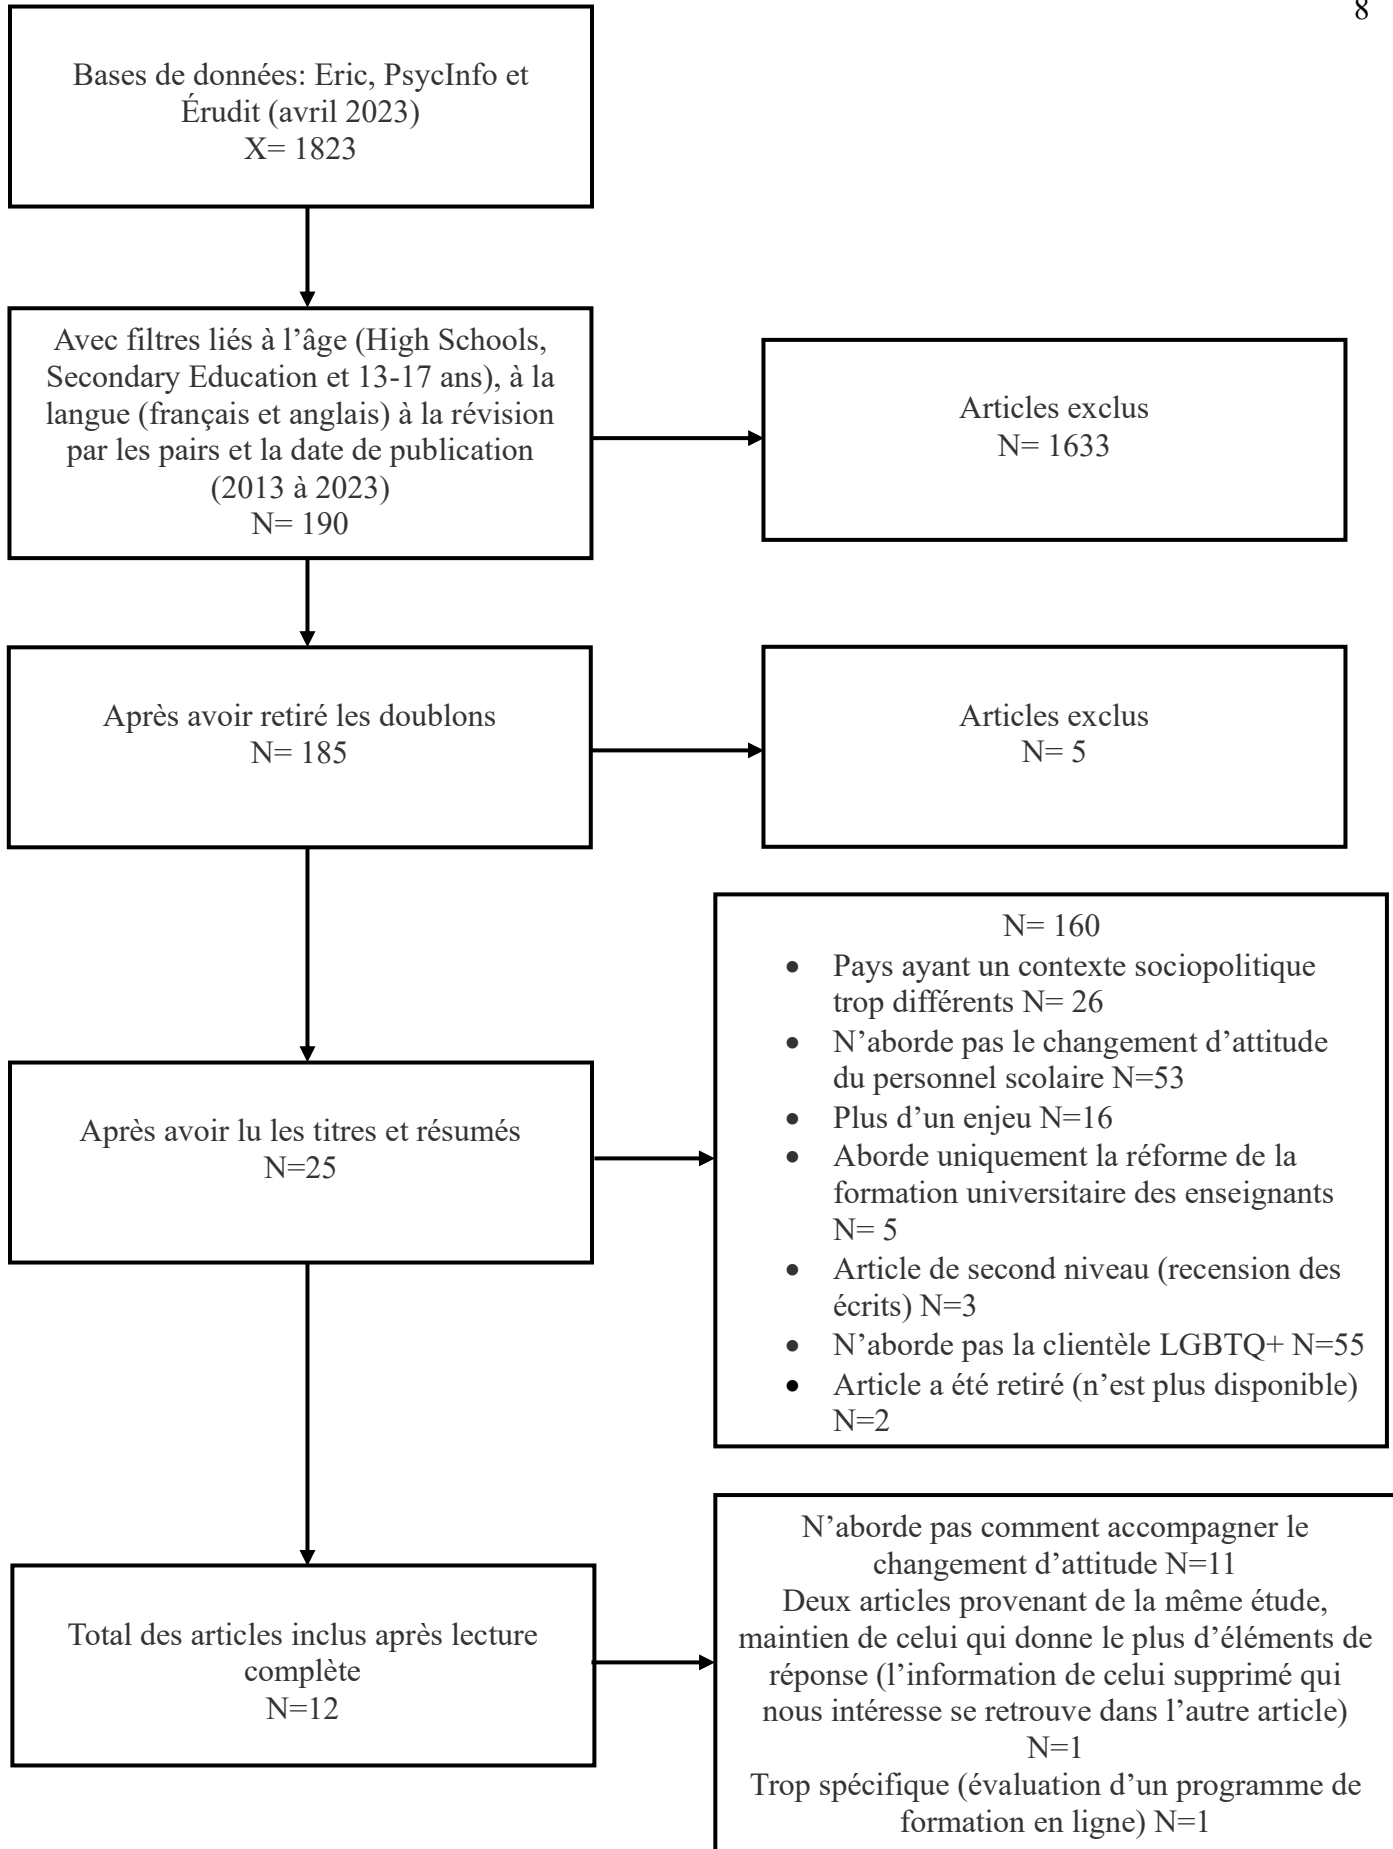 8
Bases de données: Eric, PsycInfo et
Érudit (avril 2023)
X= 1823
Avec filtres liés à l’âge (High Schools,
Secondary Education et 13-17 ans), à la
langue (français et anglais) à la révision
par les pairs et la date de publication
(2013 à 2023)
N= 190
Articles exclus
N= 1633
Après avoir retiré les doublons
N= 185
Articles exclus
N= 5
Après avoir lu les titres et résumés
N=25
N= 160
• Pays ayant un contexte sociopolitique
trop différents N= 26
• N’aborde pas le changement d’attitude
du personnel scolaire N=53
• Plus d’un enjeu N=16
• Aborde uniquement la réforme de la
formation universitaire des enseignants
N= 5
• Article de second niveau (recension des
écrits) N=3
• N’aborde pas la clientèle LGBTQ+ N=55
• Article a été retiré (n’est plus disponible)
N=2
Total des articles inclus après lecture
complète
N=12
N’aborde pas comment accompagner le
changement d’attitude N=11
Deux articles provenant de la même étude,
maintien de celui qui donne le plus d’éléments de
réponse (l’information de celui supprimé qui
nous intéresse se retrouve dans l’autre article)
N=1
Trop spécifique (évaluation d’un programme de
formation en ligne) N=1